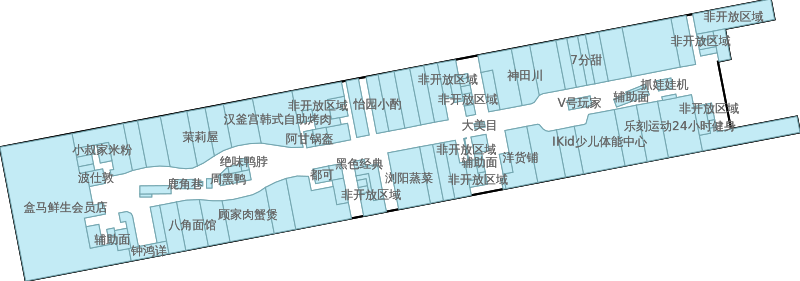 非开放区域
非开放区域
7分甜
神田川
非开放区域
抓娃娃机
辅助面
非开放区域
V号玩家
怡园小酌
非开放区域
非开放区域
汉釜宫韩式自助烤肉
大美目
乐刻运动24小时健身
茉莉屋
阿甘锅盔
IKid少儿体能中心
小叔家米粉
非开放区域
洋货铺
绝味鸭脖
黑色经典
辅助面
波仕敦
鹿角巷
周黑鸭
都可
浏阳蒸菜
非开放区域
非开放区域
盒马鲜生会员店
顾家肉蟹煲
八角面馆
辅助面
钟鸿详